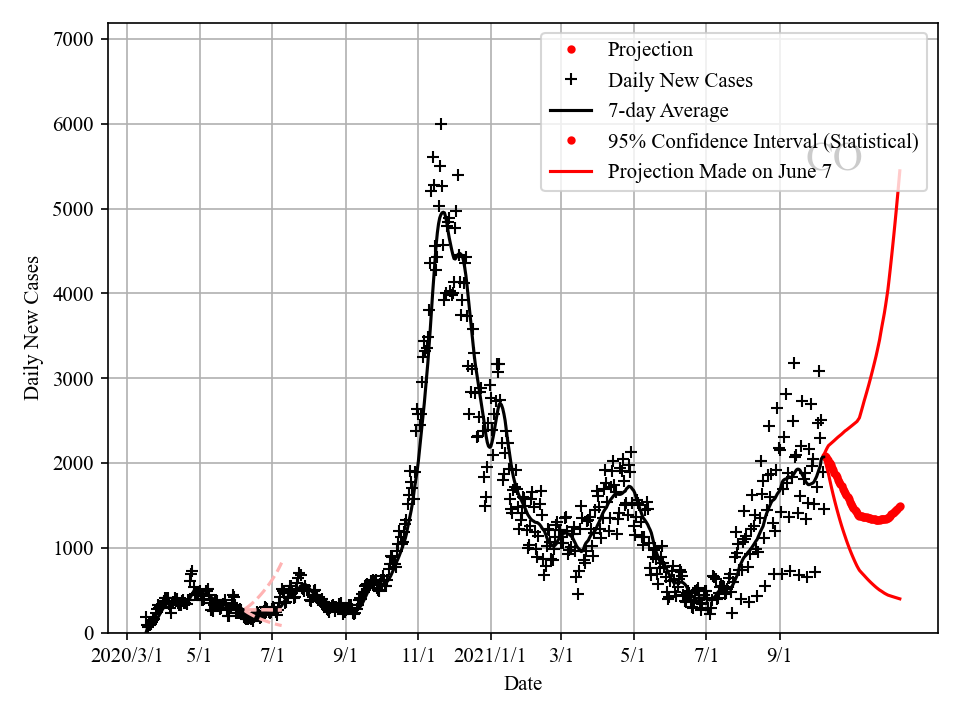 7000
6000
5000
4000
3000
2000
1000
0
Daily New Cases
Projection
Daily New Cases
7-day Average
95% Confidence Interval (Statistical)
CO
Projection Made on June 7
2020/3/1 5/1 7/1 9/1 11/1 2021/1/1 3/1 5/1 7/1 9/1
Date